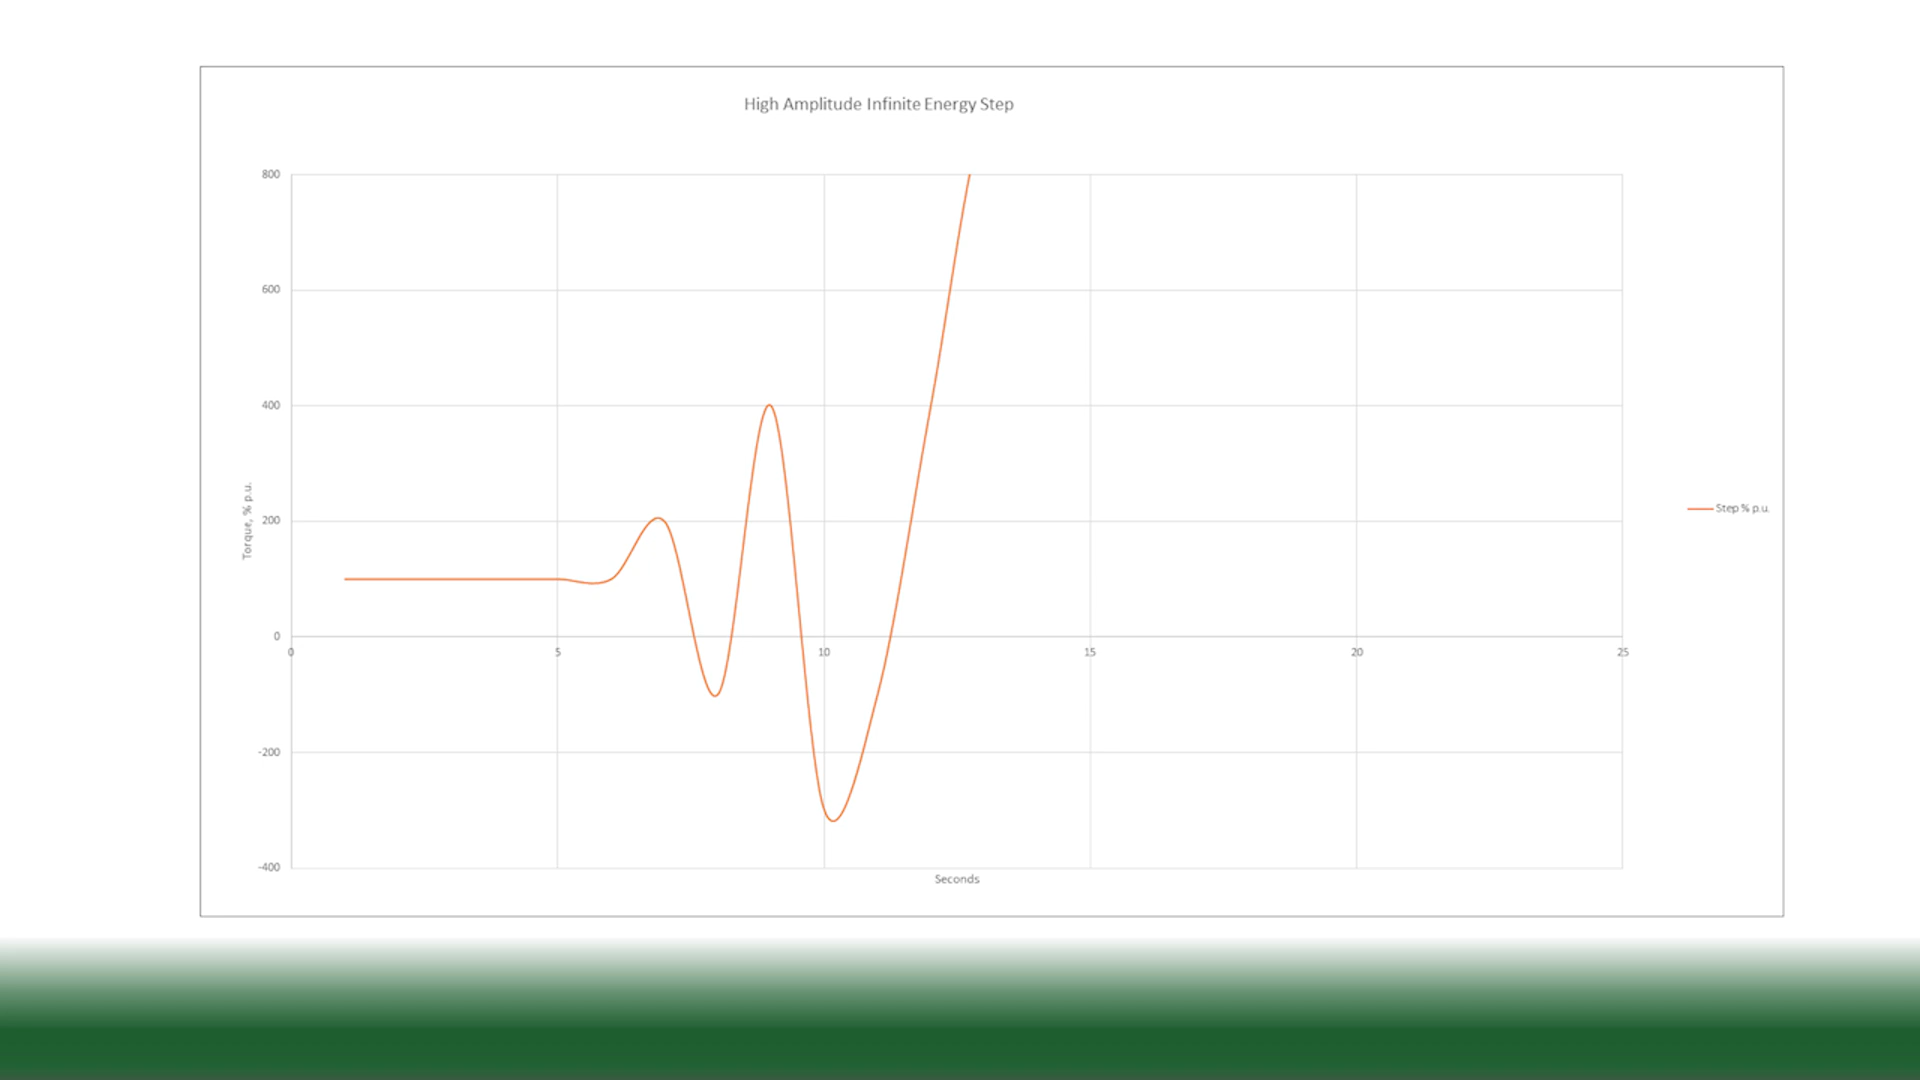 High Amplitude Infinite Energy Step
800
600
400
200
0
-200
-400
Torque, % p.u.
0 5 10 15 20 25
Seconds
Step % p.u.